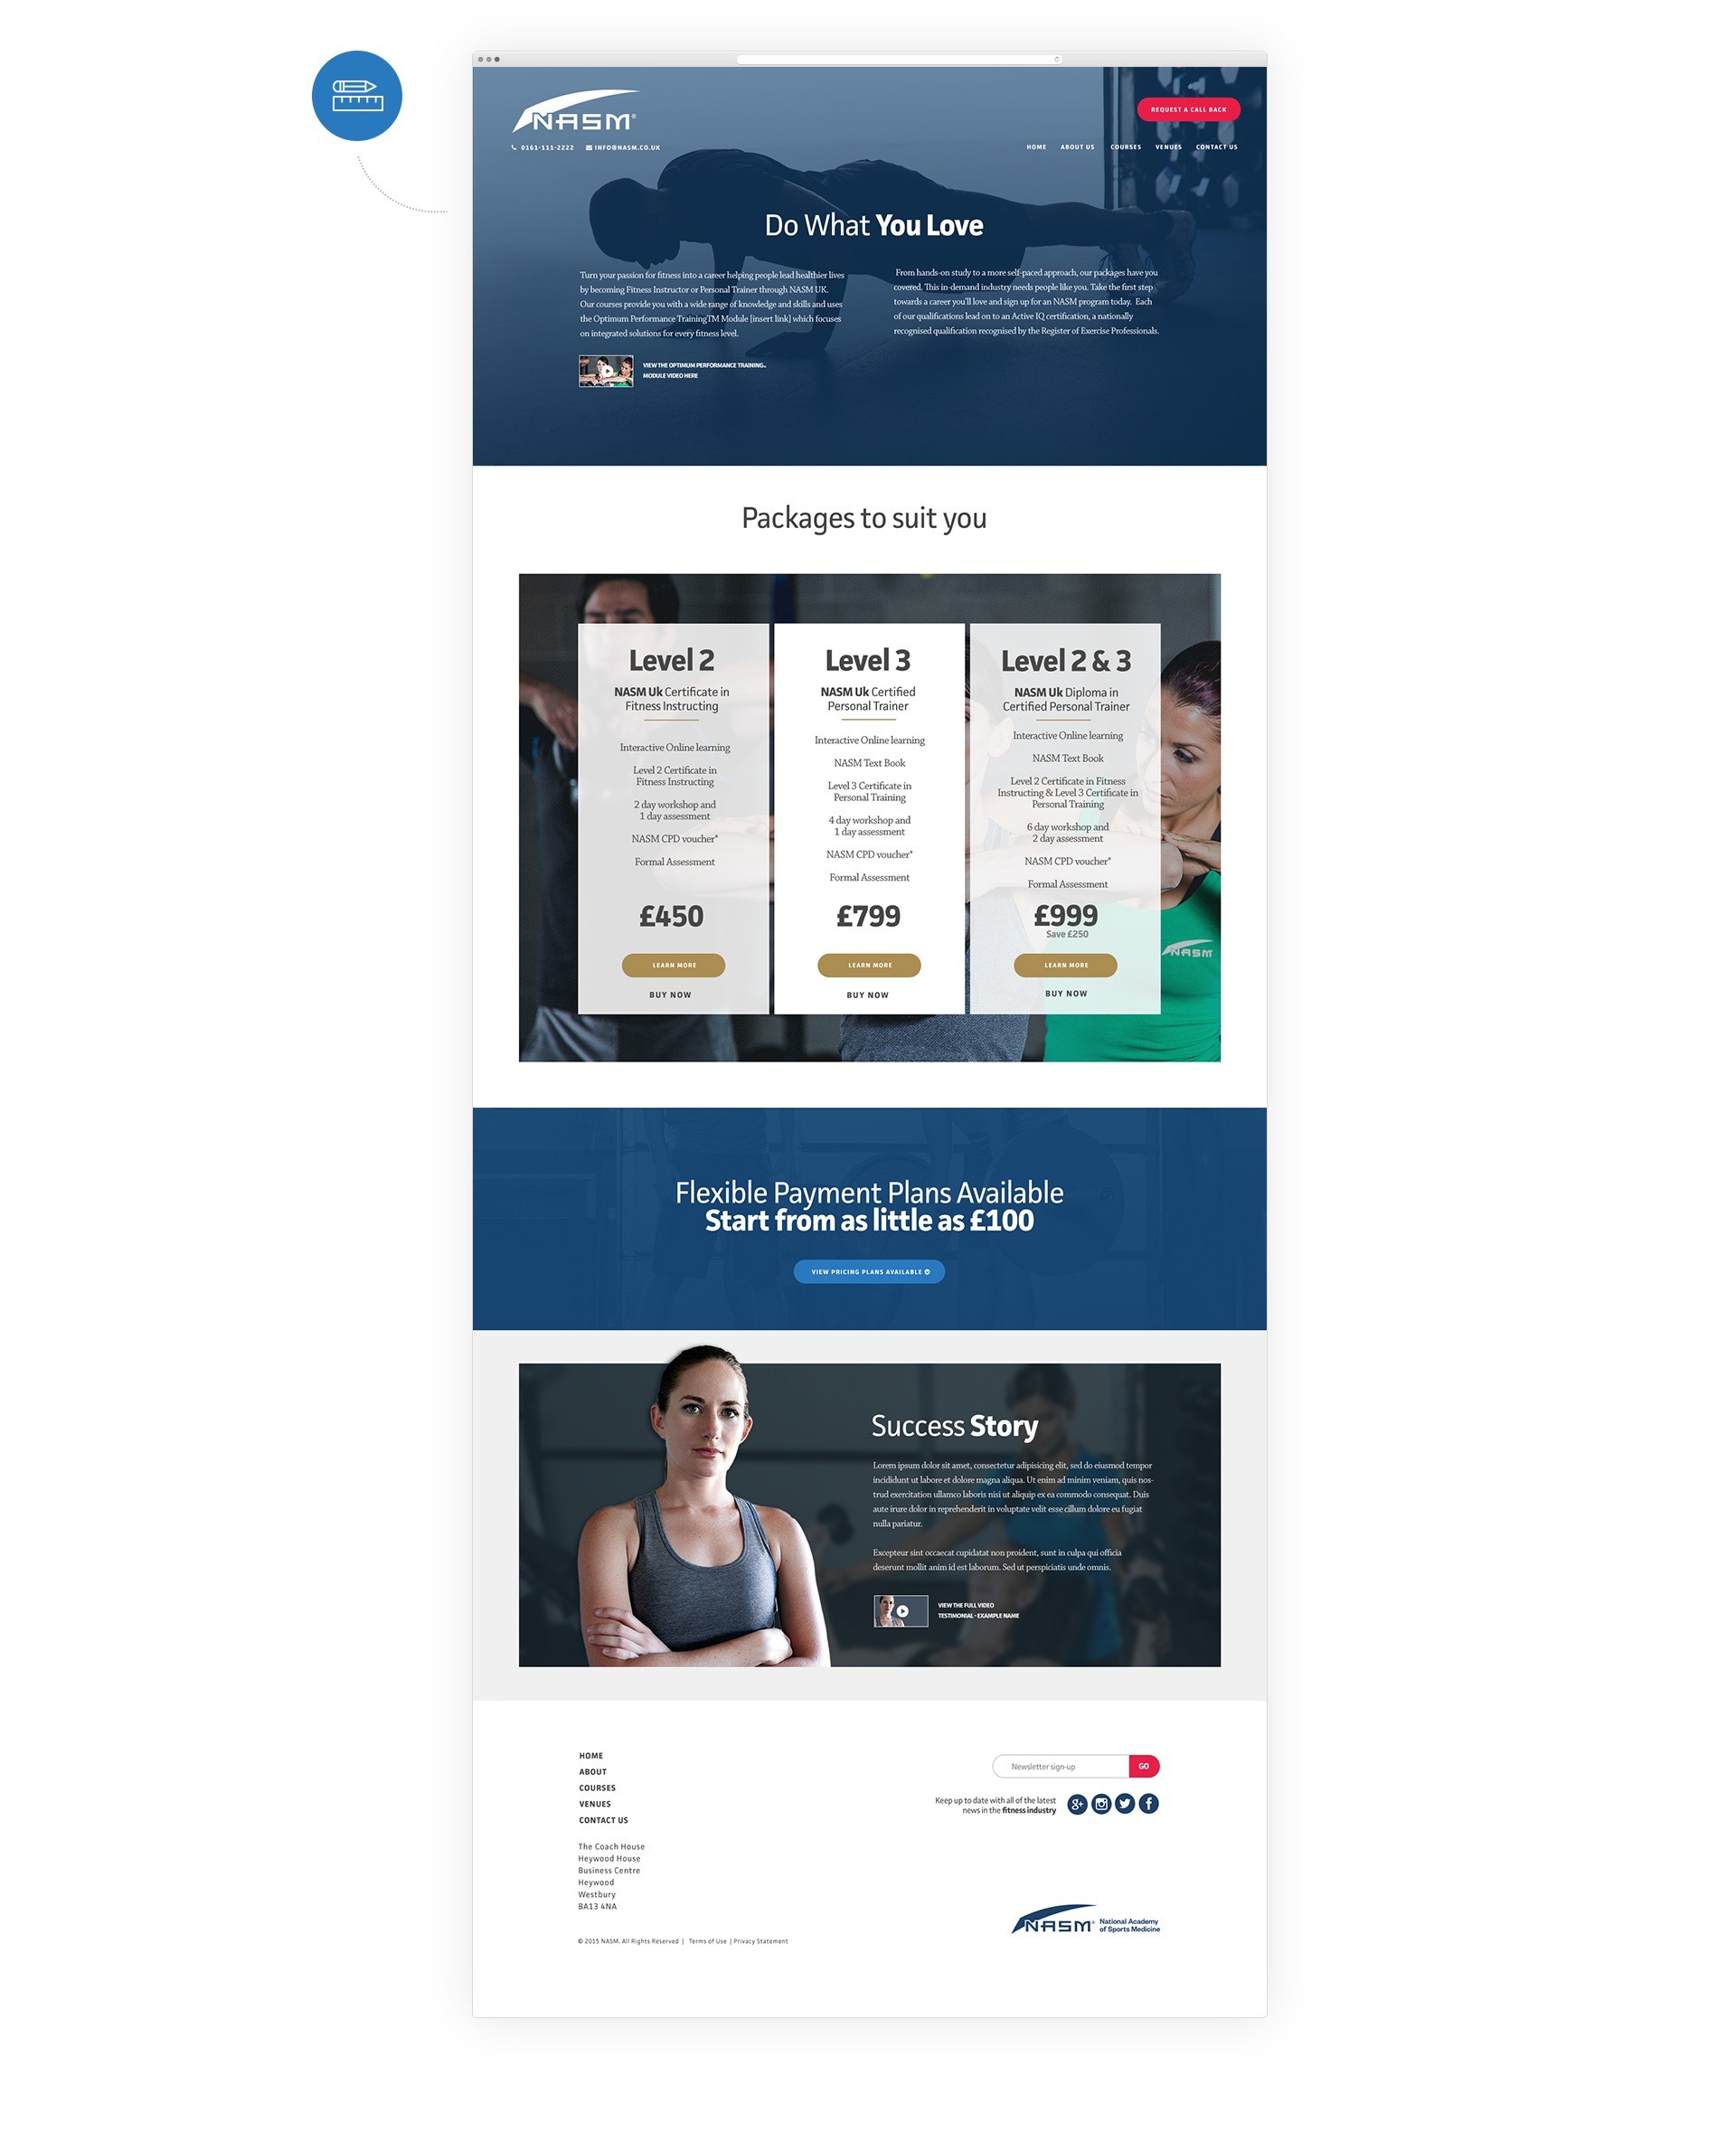 NASM®
REQUEST A CALL BACK
0161-111-2222 INFO@NASM.CO.UK
HOME ABOUT US COURSES VENUES CONTACT US
Do What You Love
Turn your passion for fitness into a career helping people lead healthier lives
by becoming Fitness Instructor or Personal Trainer through NASM UK.
Our courses provide you with a wide range of knowledge and skills and uses
the Optimum Performance TrainingTM Module [insert link] which focuses
on integrated solutions for every fitness level.
From hands-on study to a more self-paced approach, our packages have you
covered. This in-demand industry needs people like you. Take the first step
towards a career you'll love and sign up for an NASM program today. Each
of our qualifications lead on to an Active IQ certification, a nationally
recognised qualification recognised by the Register of Exercise Professionals.
VIEW THE OPTIMUM PERFORMANCE TRAINING™
MODULE VIDEO HERE
Packages to suit you
Level 2
NASM Uk Certificate in
Fitness Instructing
Interactive Online learning
Level 2 Certificate in
Fitness Instructing
2 day workshop and
1 day assessment
NASM CPD voucher*
Formal Assessment
£450
LEARN MORE
BUY NOW
Level 3
NASM Uk Certified
Personal Trainer
Interactive Online learning
NASM Text Book
Level 3 Certificate in
Personal Training
4 day workshop and
1 day assessment
NASM CPD voucher*
Formal Assessment
£799
LEARN MORE
BUY NOW
Level 2 & 3
NASM Uk Diploma in
Certified Personal Trainer
Interactive Online learning
NASM Text Book
Level 2 Certificate in Fitness
Instructing & Level 3 Certificate in
Personal Training
6 day workshop and
2 day assessment
NASM CPD voucher*
Formal Assessment
£999
Save £250
LEARN MORE
BUY NOW
NASM
Flexible Payment Plans Available
Start from as little as £100
VIEW PRICING PLANS AVAILABLE
Success Story
Lorem ipsum dolor sit amet, consectetur adipisicing elit, sed do eiusmod tempor
incididunt ut labore et dolore magna aliqua. Ut enim ad minim veniam, quis nos-
trud exercitation ullamco laboris nisi ut aliquip ex ea commodo consequat. Duis
aute irure dolor in reprehenderit in voluptate velit esse cillum dolore eu fugiat
nulla pariatur.
Excepteur sint occaecat cupidatat non proident, sunt in culpa qui officia
deserunt mollit anim id est laborum. Sed ut perspiciatis unde omnis.
VIEW THE FULL VIDEO
TESTIMONIAL - EXAMPLE NAME
HOME
ABOUT
COURSES
VENUES
CONTACT US
The Coach House
Heywood House
Business Centre
Heywood
Westbury
BA13 4NA
© 2015 NASM. All Rights Reserved | Terms of Use | Privacy Statement
Newsletter sign-up GO
Keep up to date with all of the latest
news in the fitness industry
NASM® National Academy
of Sports Medicine